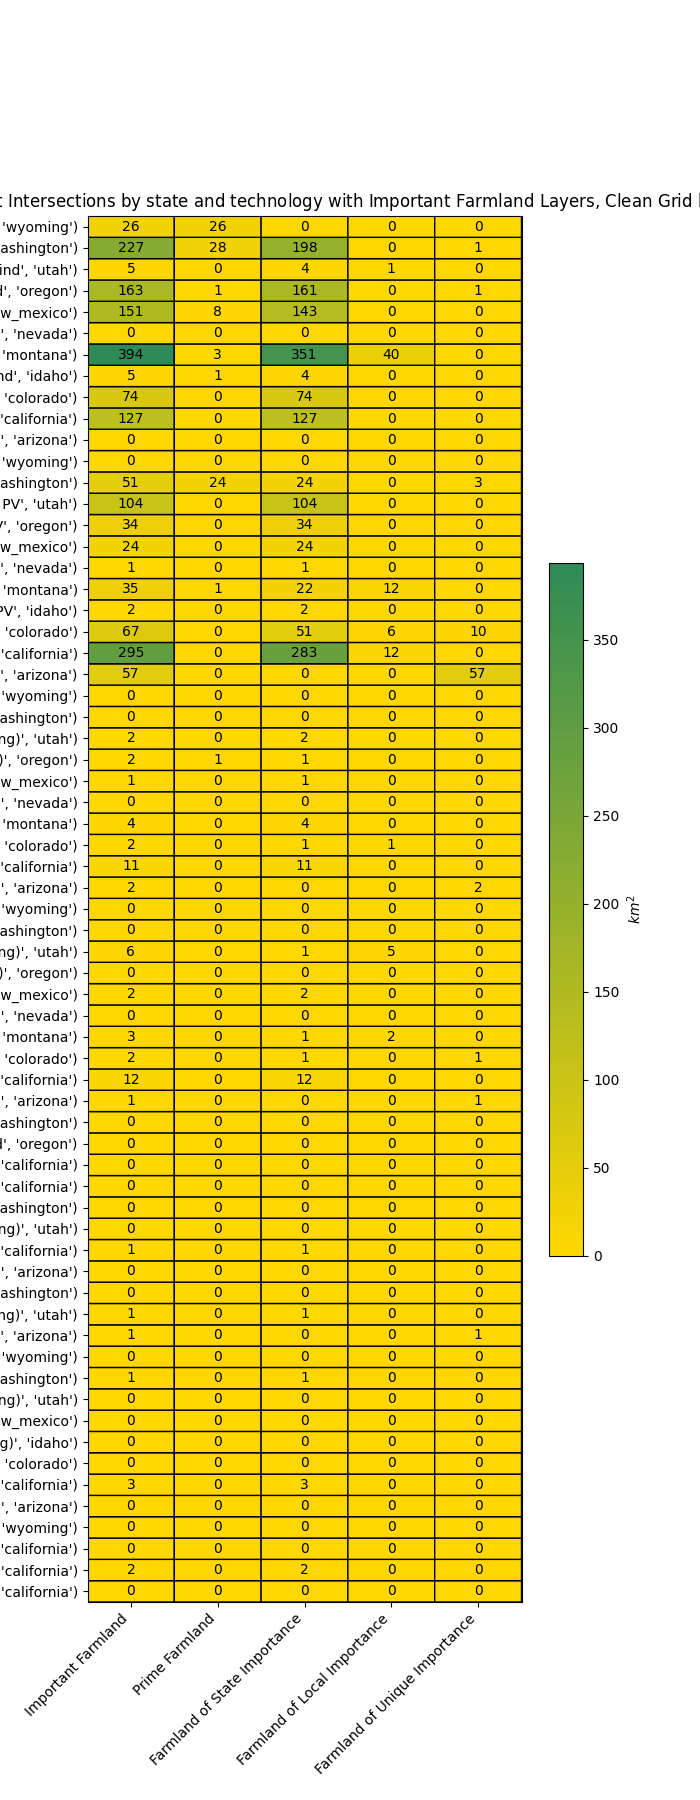 Intersections by state and technology with Important Farmland Layers, Clean Grid
'wyoming') 26 26 0 0 0
ashington') 227 28 198 0 1
ind', 'utah') 5 0 4 1 0
d', 'oregon') 163 1 161 0 1
w_mexico') 151 8 143 0 0
', 'nevada') 0 0 0 0 0
'montana') 394 3 351 40 0
nd', 'idaho') 5 1 4 0 0
'colorado') 74 0 74 0 0
'california') 127 0 127 0 0
', 'arizona') 0 0 0 0 0
'wyoming') 0 0 0 0 0
ashington') 51 24 24 0 3
PV', 'utah') 104 0 104 0 0
V', 'oregon') 34 0 34 0 0
w_mexico') 24 0 24 0 0
', 'nevada') 1 0 1 0 0
'montana') 35 1 22 12 0
PV', 'idaho') 2 0 2 0 0
'colorado') 67 0 51 6 10
'california') 295 0 283 12 0
', 'arizona') 57 0 0 0 57
'wyoming') 0 0 0 0 0
ashington') 0 0 0 0 0
ng)', 'utah') 2 0 2 0 0
)', 'oregon') 2 1 1 0 0
w_mexico') 1 0 1 0 0
', 'nevada') 0 0 0 0 0
'montana') 4 0 4 0 0
'colorado') 2 0 1 1 0
'california') 11 0 11 0 0
', 'arizona') 2 0 0 0 2
'wyoming') 0 0 0 0 0
ashington') 0 0 0 0 0
ng)', 'utah') 6 0 1 5 0
)', 'oregon') 0 0 0 0 0
w_mexico') 2 0 2 0 0
', 'nevada') 0 0 0 0 0
'montana') 3 0 1 2 0
'colorado') 2 0 1 0 1
'california') 12 0 12 0 0
', 'arizona') 1 0 0 0 1
ashington') 0 0 0 0 0
d', 'oregon') 0 0 0 0 0
'california') 0 0 0 0 0
'california') 0 0 0 0 0
ashington') 0 0 0 0 0
ng)', 'utah') 0 0 0 0 0
'california') 1 0 1 0 0
', 'arizona') 0 0 0 0 0
ashington') 0 0 0 0 0
ng)', 'utah') 1 0 1 0 0
', 'arizona') 1 0 0 0 1
'wyoming') 0 0 0 0 0
ashington') 1 0 1 0 0
ng)', 'utah') 0 0 0 0 0
w_mexico') 0 0 0 0 0
g)', 'idaho') 0 0 0 0 0
'colorado') 0 0 0 0 0
'california') 3 0 3 0 0
', 'arizona') 0 0 0 0 0
'wyoming') 0 0 0 0 0
'california') 0 0 0 0 0
'california') 2 0 2 0 0
'california') 0 0 0 0 0
Important Farmland
Prime Farmland
Farmland of State Importance
Farmland of Local Importance
Farmland of Unique Importance
350
300
250
200
150
100
50
0
km²